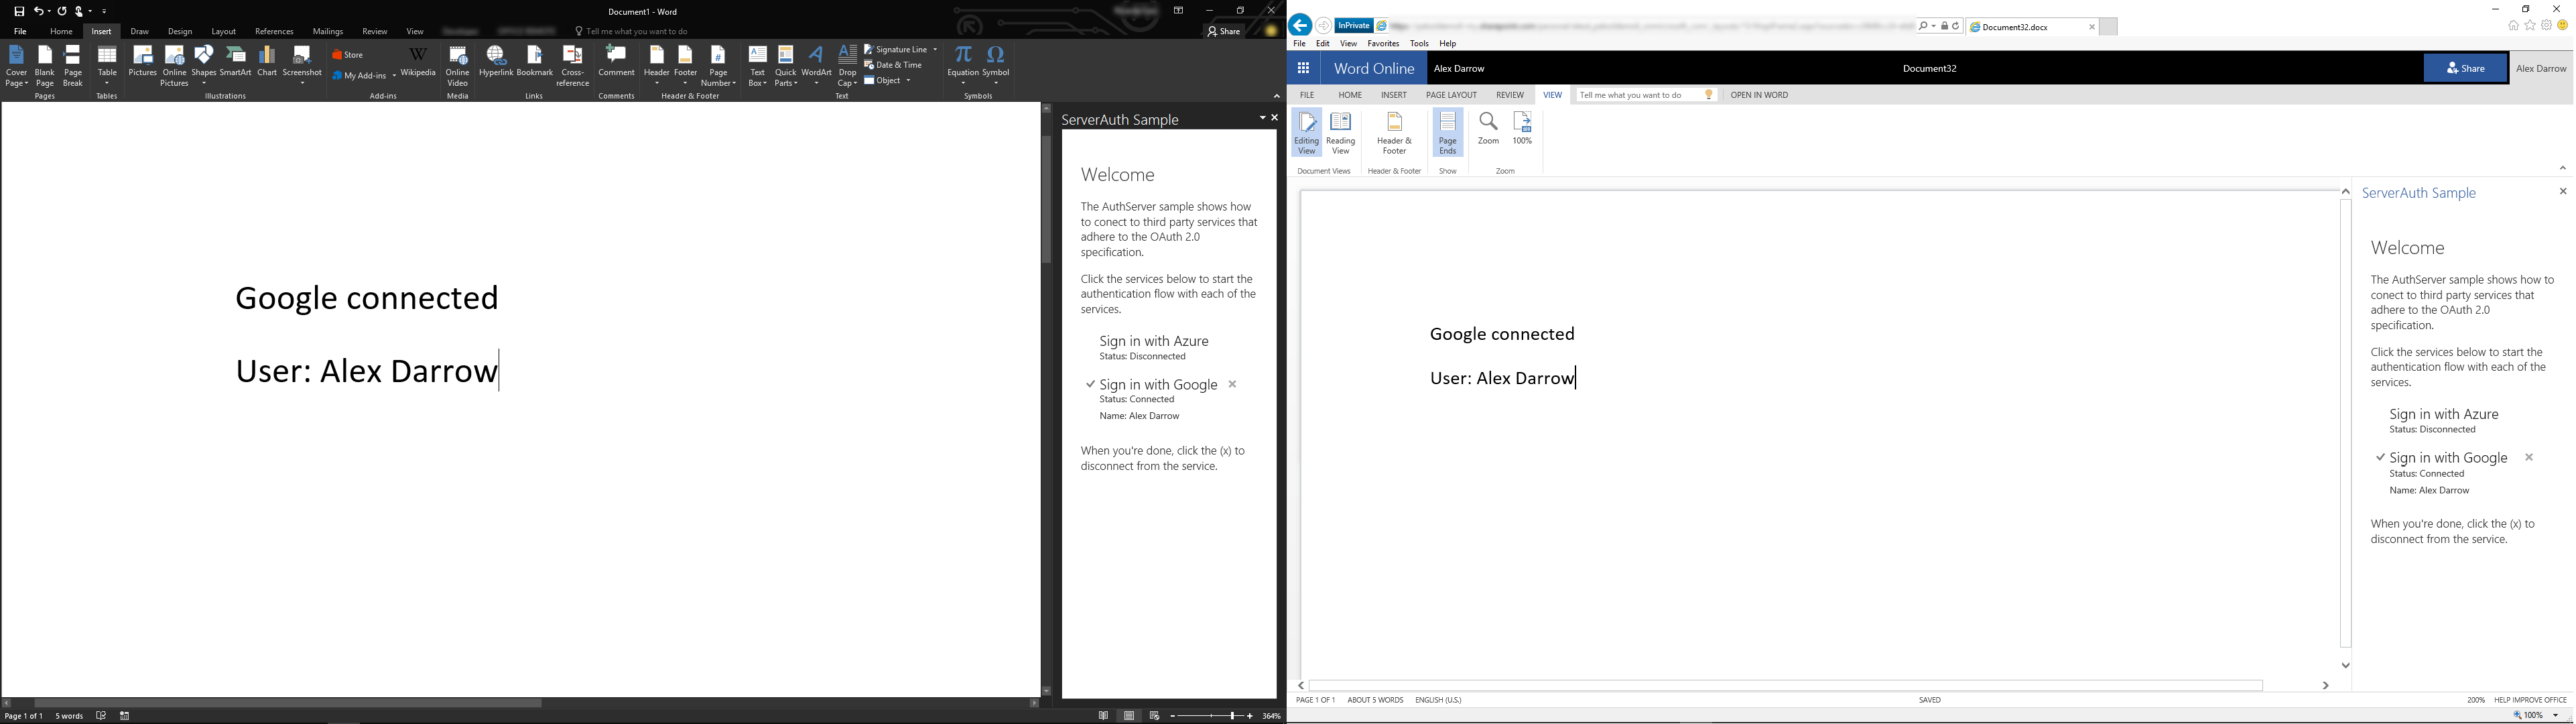 Document1 - Word
File Home Insert Draw Design Layout References Mailings Review View Tell me what you want to do Share
Cover Page
Blank Page
Page Break
Pages
Table
Tables
Pictures
Online Pictures
Shapes
SmartArt
Chart
Screenshot
Illustrations
Store
My Add-ins
Wikipedia
Add-ins
Online Video
Media
Hyperlink
Bookmark
Cross-reference
Links
Comment
Comments
Header
Footer
Page Number
Header & Footer
Text Box
Quick Parts
WordArt
Drop Cap
Signature Line
Date & Time
Object
Text
Equation
Symbol
Symbols
Google connected
User: Alex Darrow
ServerAuth Sample
Welcome
The AuthServer sample shows how
to conect to third party services that
adhere to the OAuth 2.0
specification.
Click the services below to start the
authentication flow with each of the
services.
Sign in with Azure
Status: Disconnected
Sign in with Google
Status: Connected
Name: Alex Darrow
When you're done, click the (x) to
disconnect from the service.
Page 1 of 1 5 words 364%
InPrivate
Document32.docx
File Edit View Favorites Tools Help
Word Online Alex Darrow Document32 Share Alex Darrow
FILE HOME INSERT PAGE LAYOUT REVIEW VIEW Tell me what you want to do OPEN IN WORD
Editing View
Reading View
Document Views
Header & Footer
Header & Footer
Page Ends
Show
Zoom
100%
Zoom
Google connected
User: Alex Darrow
ServerAuth Sample
Welcome
The AuthServer sample shows how to
conect to third party services that
adhere to the OAuth 2.0
specification.
Click the services below to start the
authentication flow with each of the
services.
Sign in with Azure
Status: Disconnected
Sign in with Google
Status: Connected
Name: Alex Darrow
When you're done, click the (x) to
disconnect from the service.
PAGE 1 OF 1 ABOUT 5 WORDS ENGLISH (U.S.) SAVED 200% HELP IMPROVE OFFICE
100%